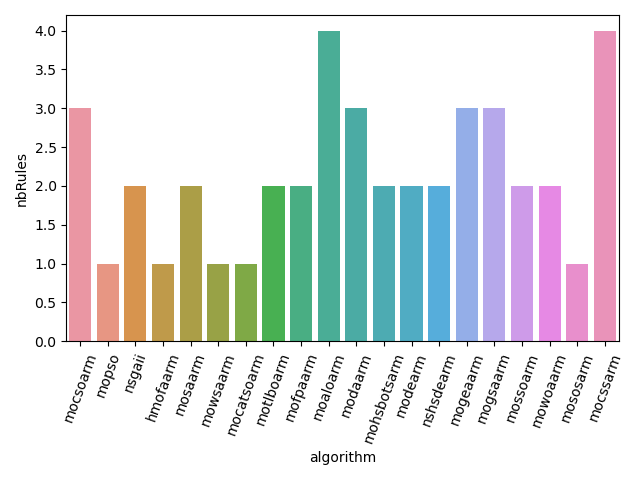 4.0
3.5
3.0
2.5
2.0
1.5
1.0
0.5
0.0
nbRules
mocsoarm
mopso
nsgaii
hmofaarm
mosaarm
mowsaarm
mocatsoarm
motlboarm
mofpaarm
moaloarm
modaarm
mohsbotsarm
modearm
nshsdearm
mogeaarm
mogsaarm
mossoarm
mowoaarm
mososarm
mocssarm
algorithm